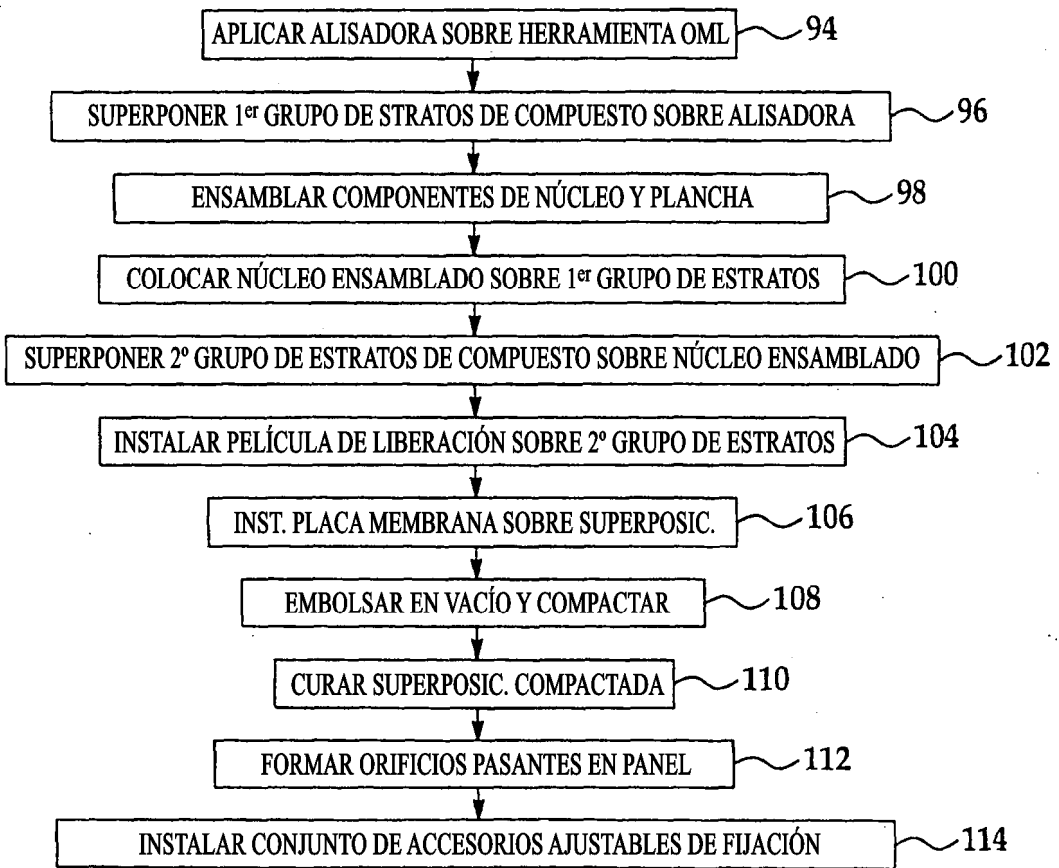 APLICAR ALISADORA SOBRE HERRAMIENTA OML 94
SUPERPONER 1er GRUPO DE STRATOS DE COMPUESTO SOBRE ALISADORA 96
ENSAMBLAR COMPONENTES DE NÚCLEO Y PLANCHA 98
COLOCAR NÚCLEO ENSAMBLADO SOBRE 1er GRUPO DE ESTRATOS 100
SUPERPONER 2º GRUPO DE ESTRATOS DE COMPUESTO SOBRE NÚCLEO ENSAMBLADO 102
INSTALAR PELÍCULA DE LIBERACIÓN SOBRE 2º GRUPO DE ESTRATOS 104
INST. PLACA MEMBRANA SOBRE SUPERPOSIC. 106
EMBOLSAR EN VACÍO Y COMPACTAR 108
CURAR SUPERPOSIC. COMPACTADA 110
FORMAR ORIFICIOS PASANTES EN PANEL 112
INSTALAR CONJUNTO DE ACCESORIOS AJUSTABLES DE FIJACIÓN 114